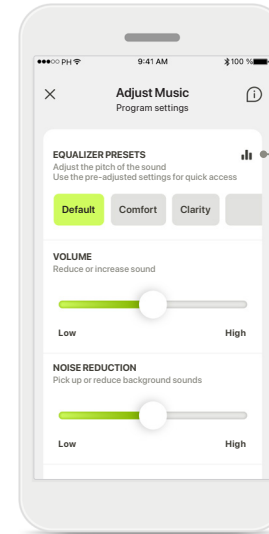 PH 9:41 AM 100 %
Adjust Music
Program settings
EQUALIZER PRESETS
Adjust the pitch of the sound
Use the pre-adjusted settings for quick access
Default Comfort Clarity
VOLUME
Reduce or increase sound
Low High
NOISE REDUCTION
Pick up or reduce background sounds
Low High